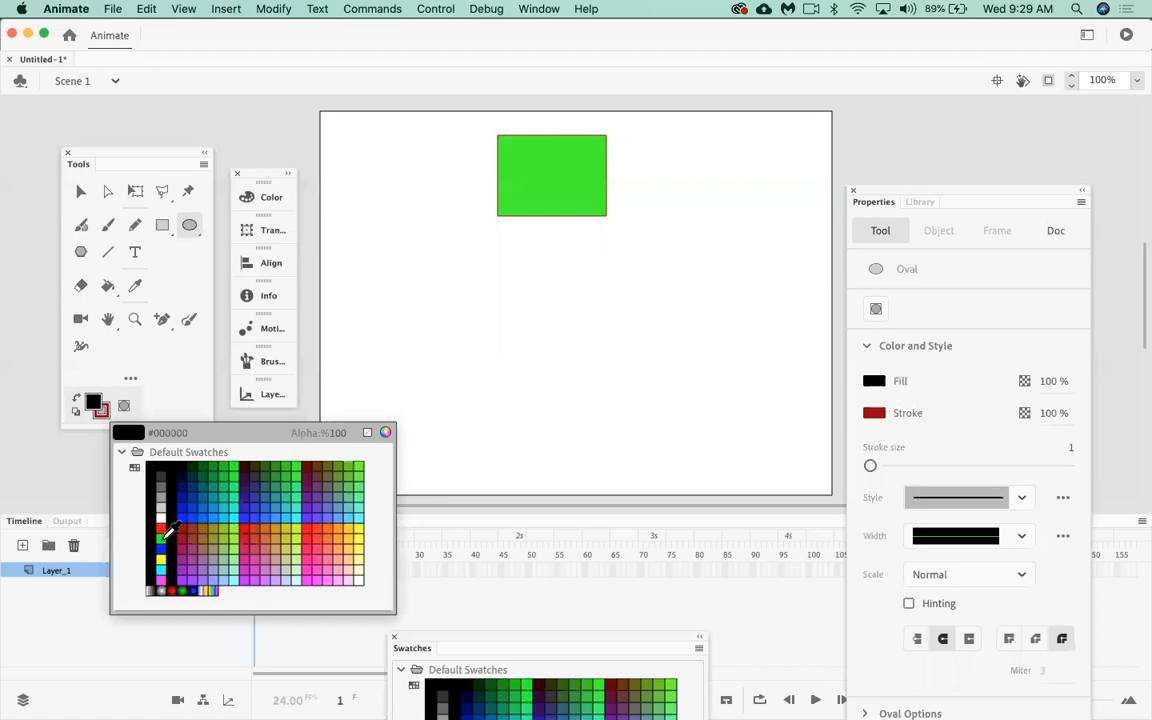 Animate File Edit View Insert Modify Text Commands Control Debug Window Help 89% Wed 9:29 AM
Animate
Untitled-1*
Scene 1 100%
Tools
Color
Tran...
Align
Info
Moti...
Brus...
Laye...
Properties Library
Tool Object Frame Doc
Oval
Color and Style
Fill 100 %
Stroke 100 %
Stroke size
1
Style
Width
Scale Normal
Hinting
Miter 3
Oval Options
#000000 Alpha:%100
Default Swatches
Timeline Output
2s 3s 4s
30 35 40 45 50 55 60 65 70 75 80 85 90 95 100 155
Layer_1
Swatches
Default Swatches
24.00 FPS 1 F